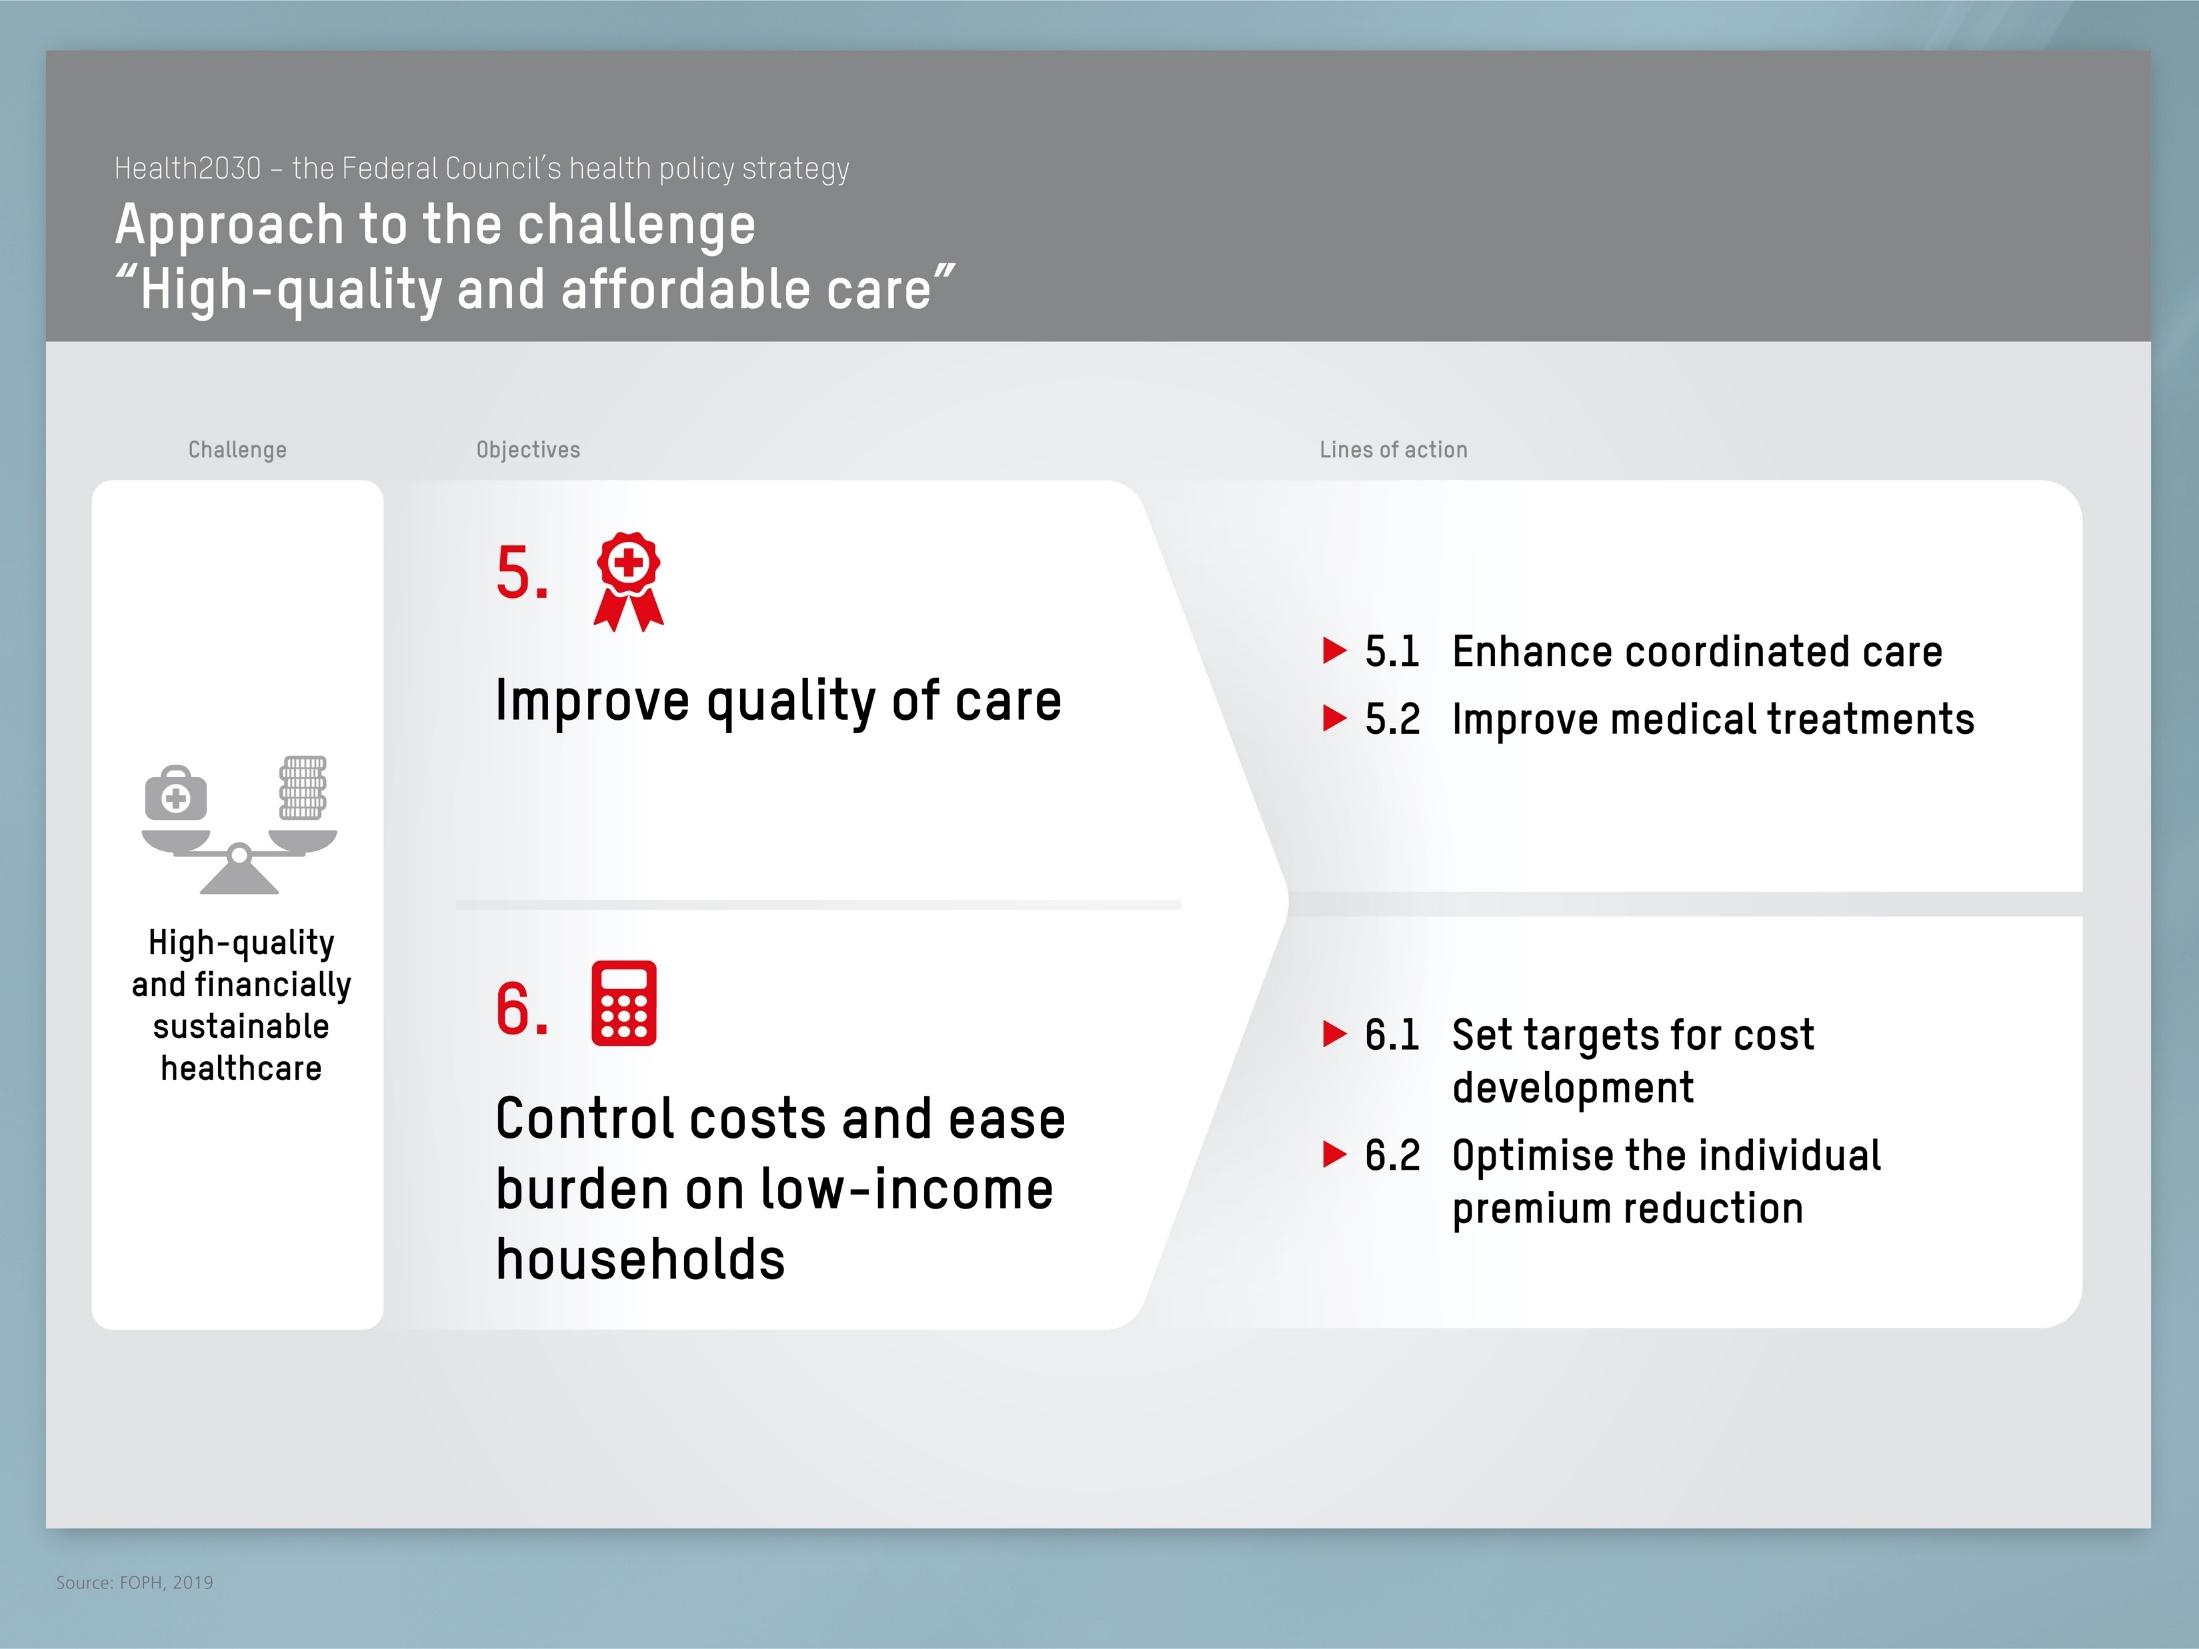 Health2030 – the Federal Council's health policy strategy
Approach to the challenge
“High-quality and affordable care”
Challenge
Objectives
Lines of action
High-quality
and financially
sustainable
healthcare
5.
Improve quality of care
5.1 Enhance coordinated care
5.2 Improve medical treatments
6.
Control costs and ease
burden on low-income
households
6.1 Set targets for cost
development
6.2 Optimise the individual
premium reduction
Source: FOPH, 2019